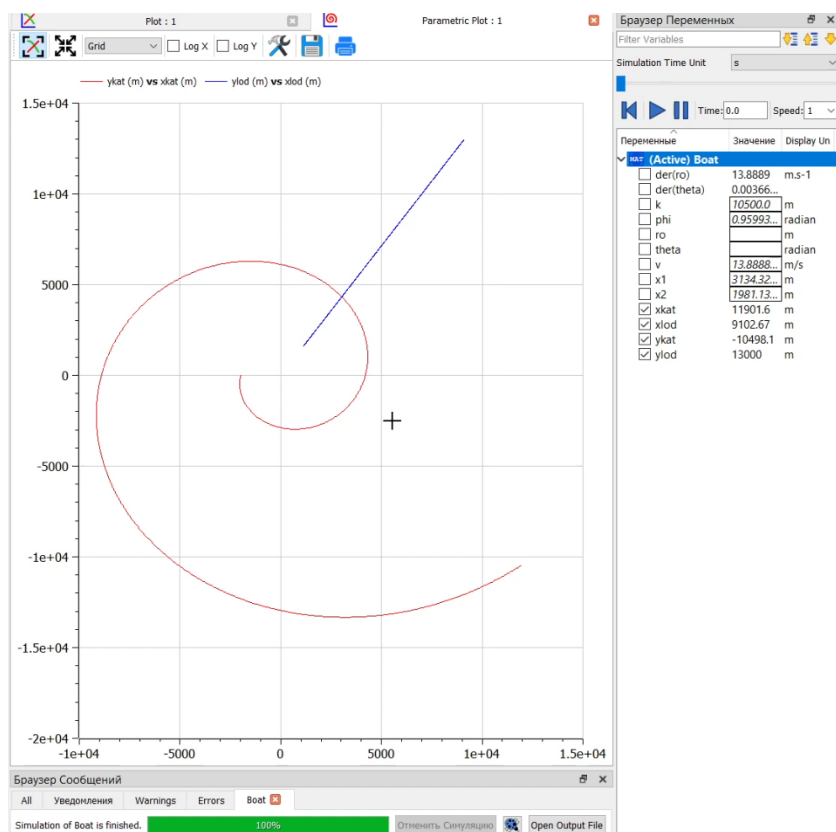 Plot : 1
Parametric Plot : 1
Grid
Log X
Log Y
ykat (m) vs xkat (m)
ylod (m) vs xlod (m)
1.5e+04
1e+04
5000
0
-5000
-1e+04
-1.5e+04
-2e+04
-1e+04
-5000
0
5000
1e+04
1.5e+04
Браузер Переменных
Filter Variables
Simulation Time Unit s
Time: 0.0 Speed: 1
Переменные Значение Display Un
(Active) Boat
der(ro) 13.8889 m.s-1
der(theta) 0.00366...
k 10500.0 m
phi 0.95993... radian
ro m
theta radian
v 13.8888... m/s
x1 3134.32... m
x2 1981.13... m
xkat 11901.6 m
xlod 9102.67 m
ykat -10498.1 m
ylod 13000 m
Браузер Сообщений
All Уведомления Warnings Errors Boat
Simulation of Boat is finished. 100% Отменить Симуляцию Open Output File